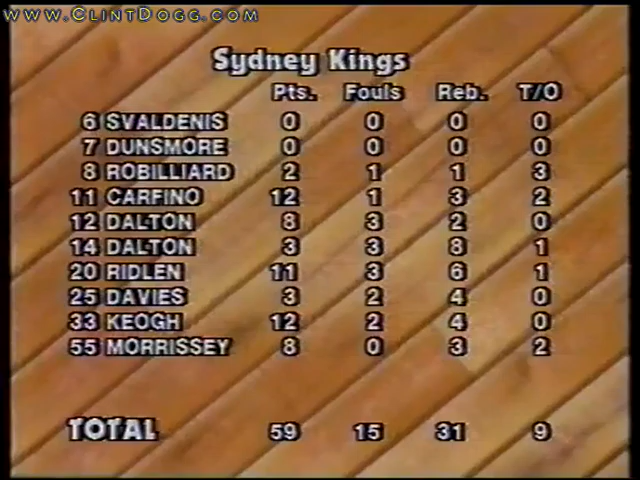 www.ClintDogg.com
Sydney Kings
Pts. Fouls Reb. T/O
6 SVALDENIS 0 0 0 0
7 DUNSMORE 0 0 0 0
8 ROBILLIARD 2 1 1 3
11 CARFINO 12 1 3 2
12 DALTON 8 3 2 0
14 DALTON 3 3 8 1
20 RIDLEN 11 3 6 1
25 DAVIES 3 2 4 0
33 KEOGH 12 2 4 0
55 MORRISSEY 8 0 3 2
TOTAL 59 15 31 9